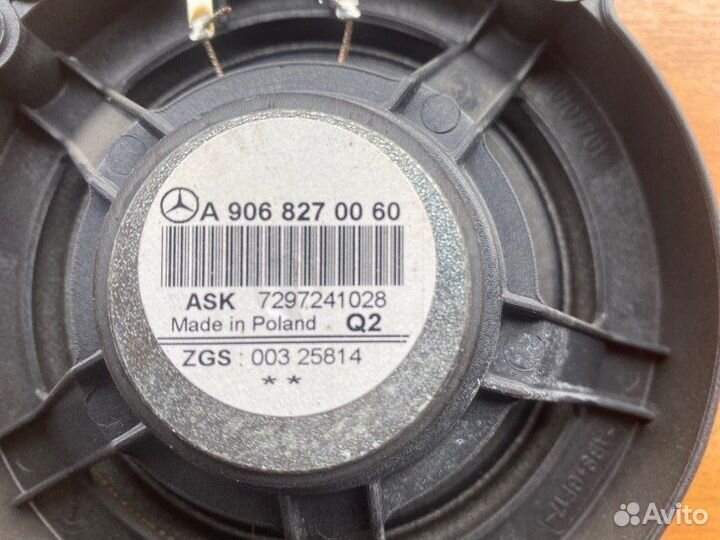 A 906 827 00 60
ASK 7297241028
Made in Poland Q2
ZGS : 003 25814
* *
Avito